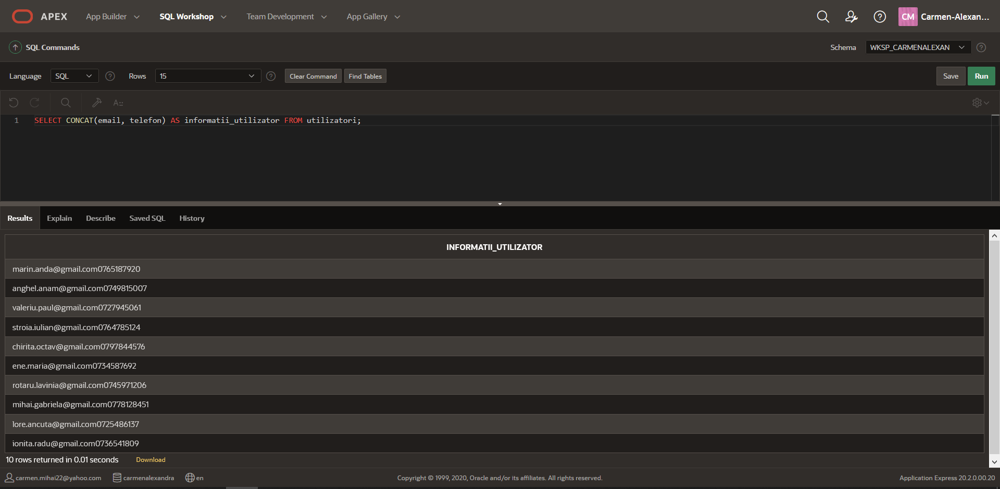 APEX App Builder SQL Workshop Team Development App Gallery CM Carmen-Alexan...
SQL Commands Schema WKSP_CARMENALEXAN
Language SQL Rows 15 Clear Command Find Tables Save Run
1 SELECT CONCAT(email, telefon) AS informatii_utilizator FROM utilizatori;
Results Explain Describe Saved SQL History
INFORMATII_UTILIZATOR
marin.anda@gmail.com0765187920
anghel.anam@gmail.com0749815007
valeriu.paul@gmail.com0727945061
stroia.iulian@gmail.com0764785124
chirita.octav@gmail.com0797844576
ene.maria@gmail.com0734587692
rotaru.lavinia@gmail.com0745971206
mihai.gabriela@gmail.com0778128451
lore.ancuta@gmail.com0725486137
ionita.radu@gmail.com0736541809
10 rows returned in 0.01 seconds Download
carmen.mihai22@yahoo.com carmenalexandra en Copyright © 1999, 2020, Oracle and/or its affiliates. All rights reserved. Application Express 20.2.0.00.20